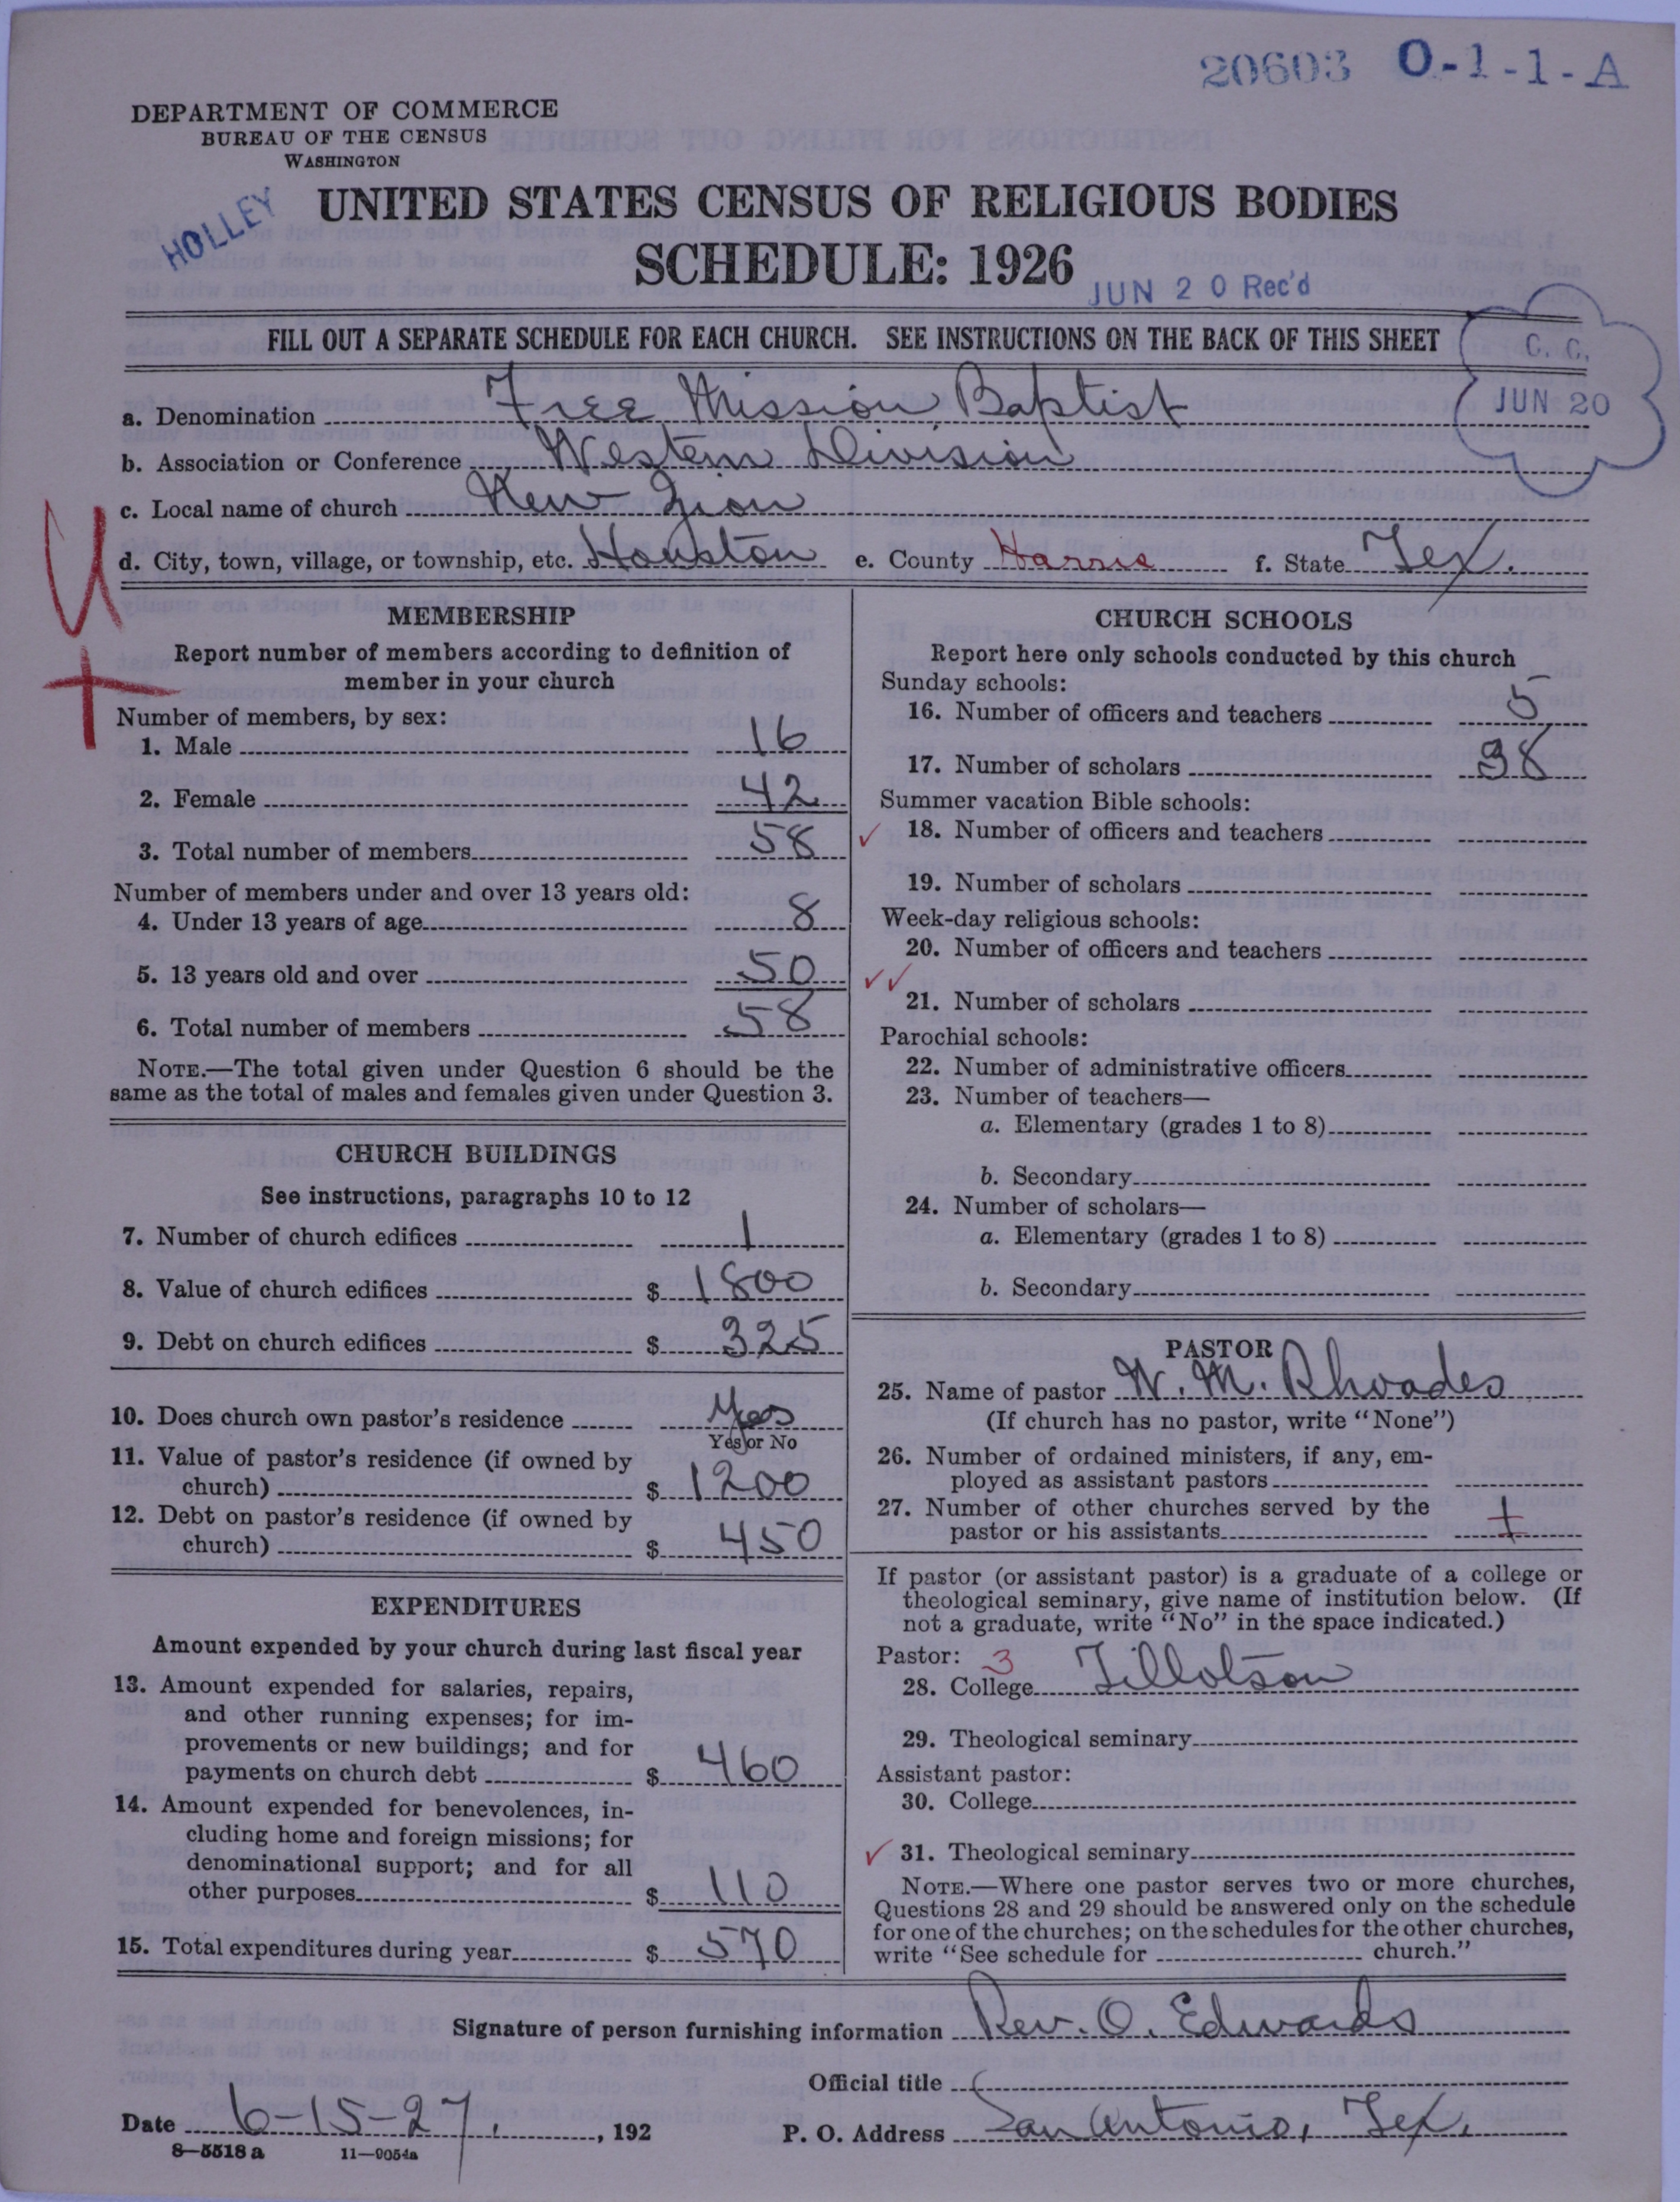 20603 O-1-1-A
DEPARTMENT OF COMMERCE
BUREAU OF THE CENSUS
WASHINGTON
HOLLEY
UNITED STATES CENSUS OF RELIGIOUS BODIES
SCHEDULE: 1926
JUN 20 Rec'd
FILL OUT A SEPARATE SCHEDULE FOR EACH CHURCH. SEE INSTRUCTIONS ON THE BACK OF THIS SHEET
C. C.
JUN 20
a. Denomination Free Mission Baptist
b. Association or Conference Western Division
c. Local name of church New Zion
d. City, town, village, or township, etc. Houston e. County Harris f. State Tex.
MEMBERSHIP
Report number of members according to definition of
member in your church
Number of members, by sex:
1. Male 16
2. Female 42
3. Total number of members 58
Number of members under and over 13 years old:
4. Under 13 years of age 8
5. 13 years old and over 50
6. Total number of members 58
NOTE.—The total given under Question 6 should be the
same as the total of males and females given under Question 3.
CHURCH BUILDINGS
See instructions, paragraphs 10 to 12
7. Number of church edifices 1
8. Value of church edifices $ 1800
9. Debt on church edifices $ 325
10. Does church own pastor's residence Yes
Yes or No
11. Value of pastor's residence (if owned by
church) $ 1200
12. Debt on pastor's residence (if owned by
church) $ 450
EXPENDITURES
Amount expended by your church during last fiscal year
13. Amount expended for salaries, repairs,
and other running expenses; for im-
provements or new buildings; and for
payments on church debt $ 460
14. Amount expended for benevolences, in-
cluding home and foreign missions; for
denominational support; and for all
other purposes $ 110
15. Total expenditures during year $ 570
CHURCH SCHOOLS
Report here only schools conducted by this church
Sunday schools:
16. Number of officers and teachers 5
17. Number of scholars 38
Summer vacation Bible schools:
✓ 18. Number of officers and teachers
19. Number of scholars
Week-day religious schools:
20. Number of officers and teachers
✓✓
21. Number of scholars
Parochial schools:
22. Number of administrative officers
23. Number of teachers—
a. Elementary (grades 1 to 8)
b. Secondary
24. Number of scholars—
a. Elementary (grades 1 to 8)
b. Secondary
PASTOR
25. Name of pastor W. M. Rhoades
(If church has no pastor, write "None")
26. Number of ordained ministers, if any, em-
ployed as assistant pastors
27. Number of other churches served by the
pastor or his assistants
If pastor (or assistant pastor) is a graduate of a college or
theological seminary, give name of institution below. (If
not a graduate, write "No" in the space indicated.)
Pastor: 3
28. College Tillotson
29. Theological seminary
Assistant pastor:
30. College
✓ 31. Theological seminary
NOTE.—Where one pastor serves two or more churches,
Questions 28 and 29 should be answered only on the schedule
for one of the churches; on the schedules for the other churches,
write "See schedule for church."
Signature of person furnishing information Rev. O. Edwards
Official title
Date 6-15-27, 192 P. O. Address San Antonio, Tex.
8-5518 a 11-9054a